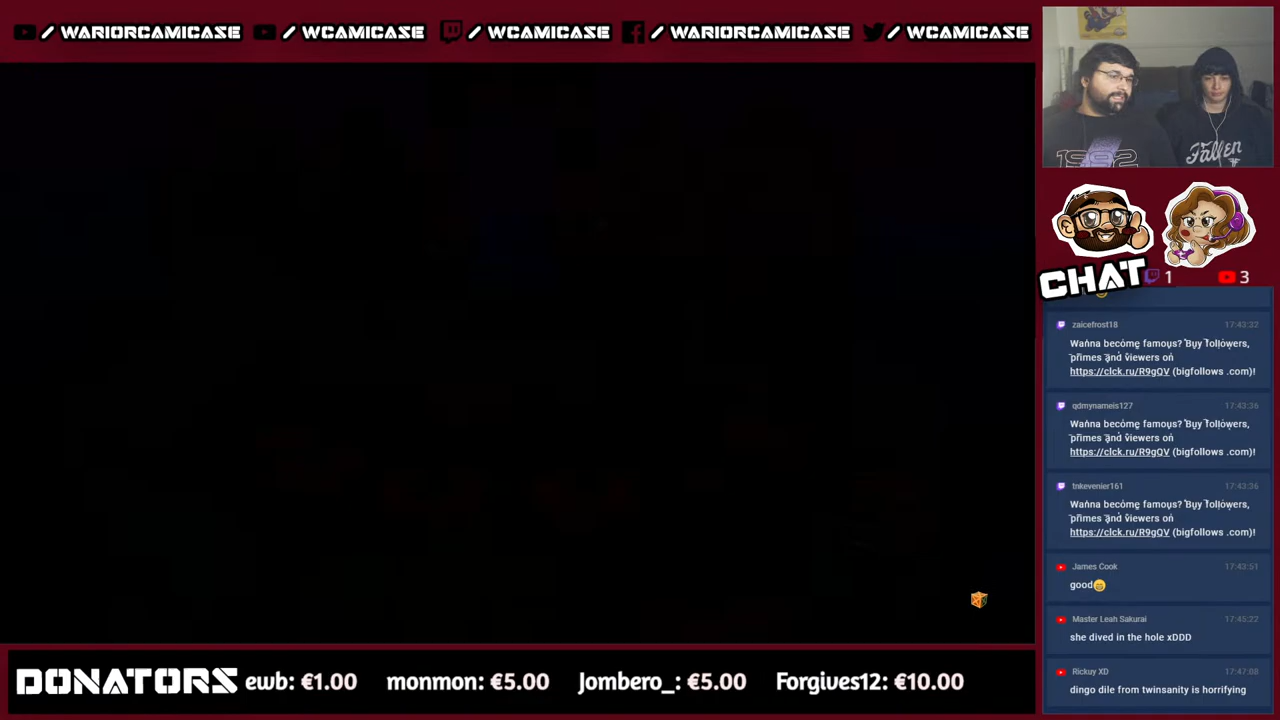 / WARIORCAMICASE / WCAMICASE / WCAMICASE / WARIORCAMICASE / WCAMICASE
1992
Fallen
CHAT 1 3
zaicefrost18 17:43:32
Wanna become famous? Buy followers,
primes and viewers on
https://clck.ru/R9gQV (bigfollows .com)!
qdmynameis127 17:43:36
Wanna become famous? Buy followers,
primes and viewers on
https://clck.ru/R9gQV (bigfollows .com)!
tnkevenier161 17:43:36
Wanna become famous? Buy followers,
primes and viewers on
https://clck.ru/R9gQV (bigfollows .com)!
James Cook 17:43:51
good😁
Master Leah Sakurai 17:45:22
she dived in the hole xDDD
Rickuy XD 17:47:08
dingo dile from twinsanity is horrifying
DONATORS ewb: €1.00 monmon: €5.00 Jombero_: €5.00 Forgives12: €10.00